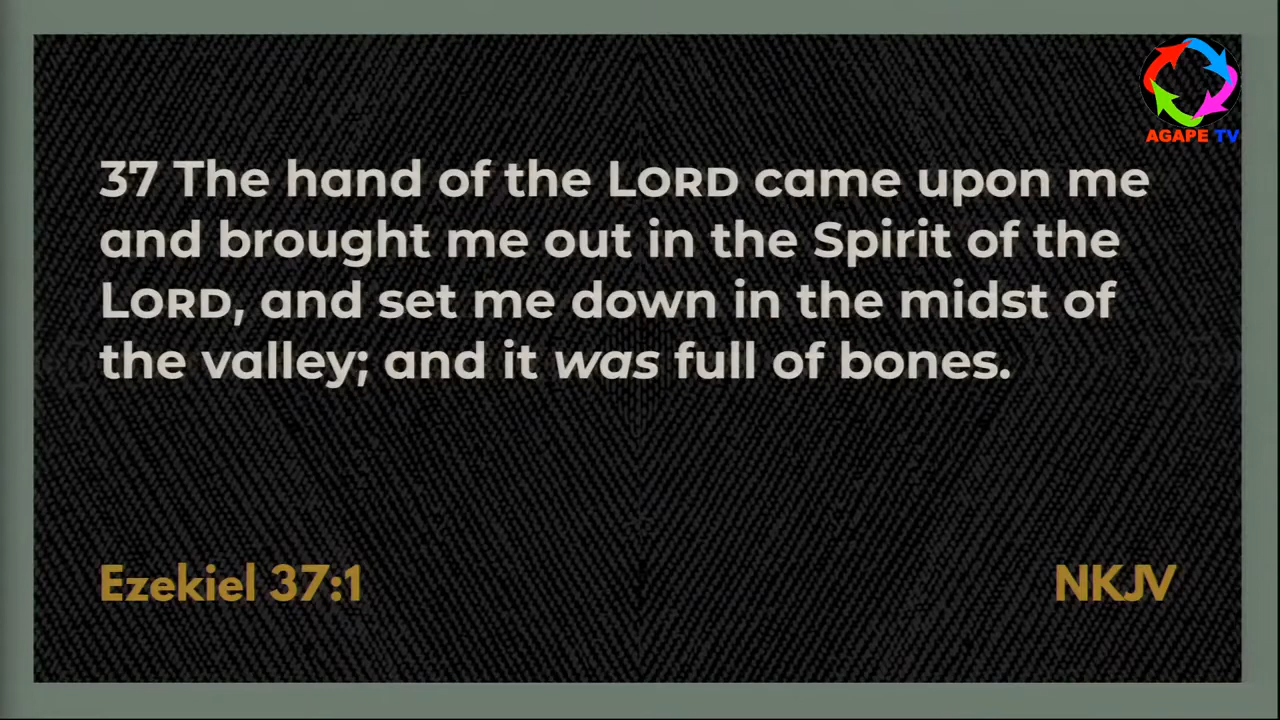 AGAPE TV
37 The hand of the LORD came upon me
and brought me out in the Spirit of the
LORD, and set me down in the midst of
the valley; and it was full of bones.
Ezekiel 37:1
NKJV